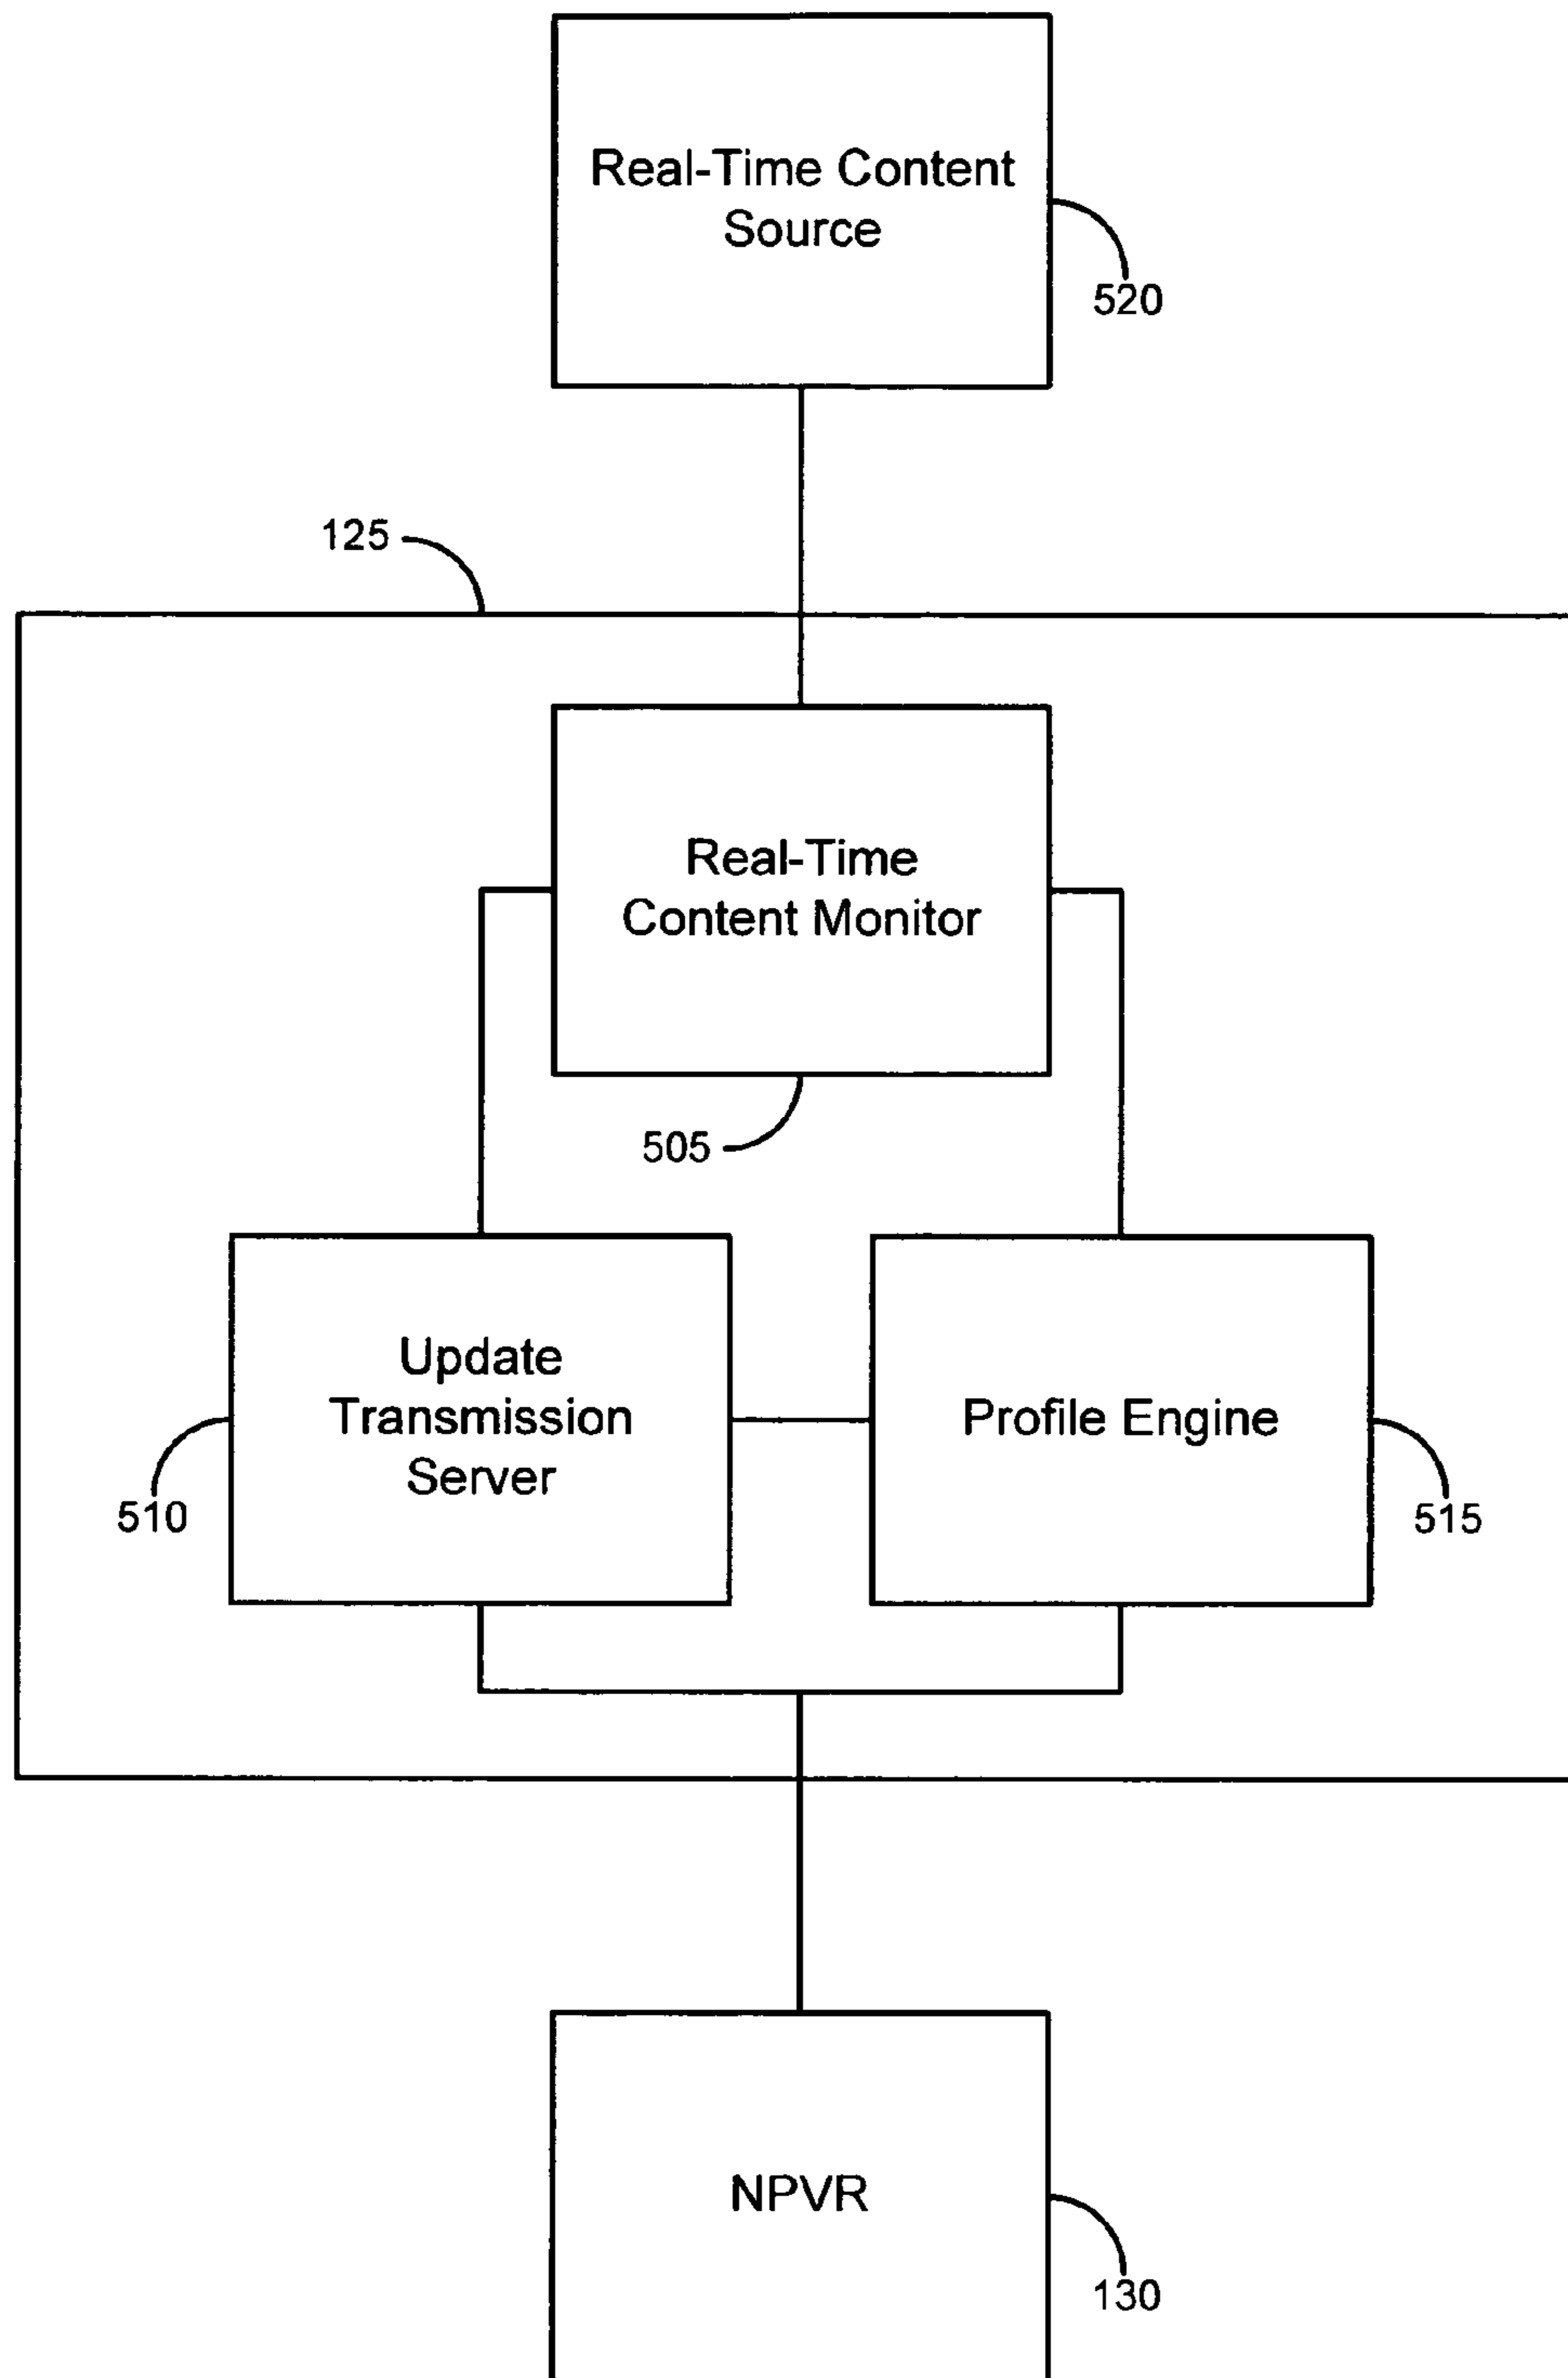 Real-Time Content
Source
520
125
Real-Time
Content Monitor
505
Update
Transmission
Server
Profile Engine
510
515
NPVR
130